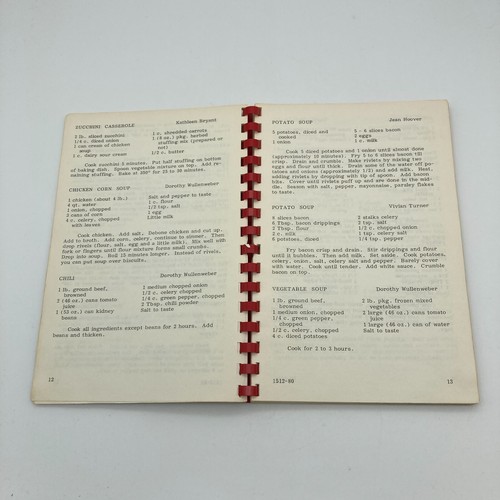 ZUCCHINI CASSEROLE Kathleen Bryant
2 lb. sliced zucchini
1/4 c. diced onion
1 can cream of chicken
soup
1 c. dairy sour cream
1 c. shredded carrots
1 (8 oz.) pkg. herbed
stuffing mix (prepared or
not)
1/2 c. butter
Cook zucchini 5 minutes. Put half stuffing on bottom
of baking dish. Spoon vegetable mixture on top. Add re-
maining stuffing. Bake at 350° for 25 to 30 minutes.
CHICKEN CORN SOUP Dorothy Wullenweber
1 chicken (about 4 lb.)
4 qt. water
1 onion, chopped
3 cans of corn
4 c. celery, chopped
with leaves
Salt and pepper to taste
1 c. flour
1/2 tsp. salt
1 egg
Little milk
Cook chicken. Add salt. Debone chicken and cut up.
Add to broth. Add corn, celery, continue to simmer. Then
drop rivels (flour, salt, egg and a little milk). Mix well with
fork or fingers until flour mixture forms small crumbs.
Drop into soup. Boil 15 minutes longer. Instead of rivels,
you can put soup over biscuits.
CHILI Dorothy Wullenweber
1 lb. ground beef,
browned
1 (46 oz.) cans tomato
juice
1 (53 oz.) can kidney
beans
1 medium chopped onion
1/2 c. celery chopped
1/4 c. green pepper, chopped
2 Tbsp. chili powder
Salt to taste
Cook all ingredients except beans for 2 hours. Add
beans and thicken.
12
POTATO SOUP Jean Hoover
5 potatoes, diced and
cooked
1 onion
5 - 6 slices bacon
2 eggs
1 c. milk
Cook 5 diced potatoes and 1 onion until almost done
(approximately 10 minutes). Fry 5 to 6 slices bacon till
crisp. Drain and crumble. Make rivlets by mixing two
eggs and flour until thick. Drain some of the water off po-
tatoes and onions (approximately 1/2) and add milk. Heat,
adding rivlets by dropping with tip of spoon. Add bacon
bits. Cover until rivlets puff up and are done to the mid-
dle. Season with salt, pepper, mayonnaise, parsley flakes
to taste.
POTATO SOUP Vivian Turner
6 slices bacon
6 Tbsp. bacon drippings
2 Tbsp. flour
2 c. milk
6 potatoes, diced
2 stalks celery
2 tsp. salt
1/2 c. chopped onion
1 tsp. celery salt
1/4 tsp. pepper
Fry bacon crisp and drain. Stir drippings and flour
until it bubbles. Then add milk. Set aside. Cook potatoes,
celery, onion, salt, celery salt and pepper. Barely cover
with water. Cook until tender. Add white sauce. Crumble
bacon on top.
VEGETABLE SOUP Dorothy Wullenweber
1 lb. ground beef,
browned
1 medium onion, chopped
1/4 c. green pepper,
chopped
1/2 c. celery, chopped
4 c. diced potatoes
2 lb. pkg. frozen mixed
vegetables
2 large (46 oz.) cans tomato
juice
1 large (46 oz.) can of water
Salt to taste
Cook for 2 to 3 hours.
1512-80 13